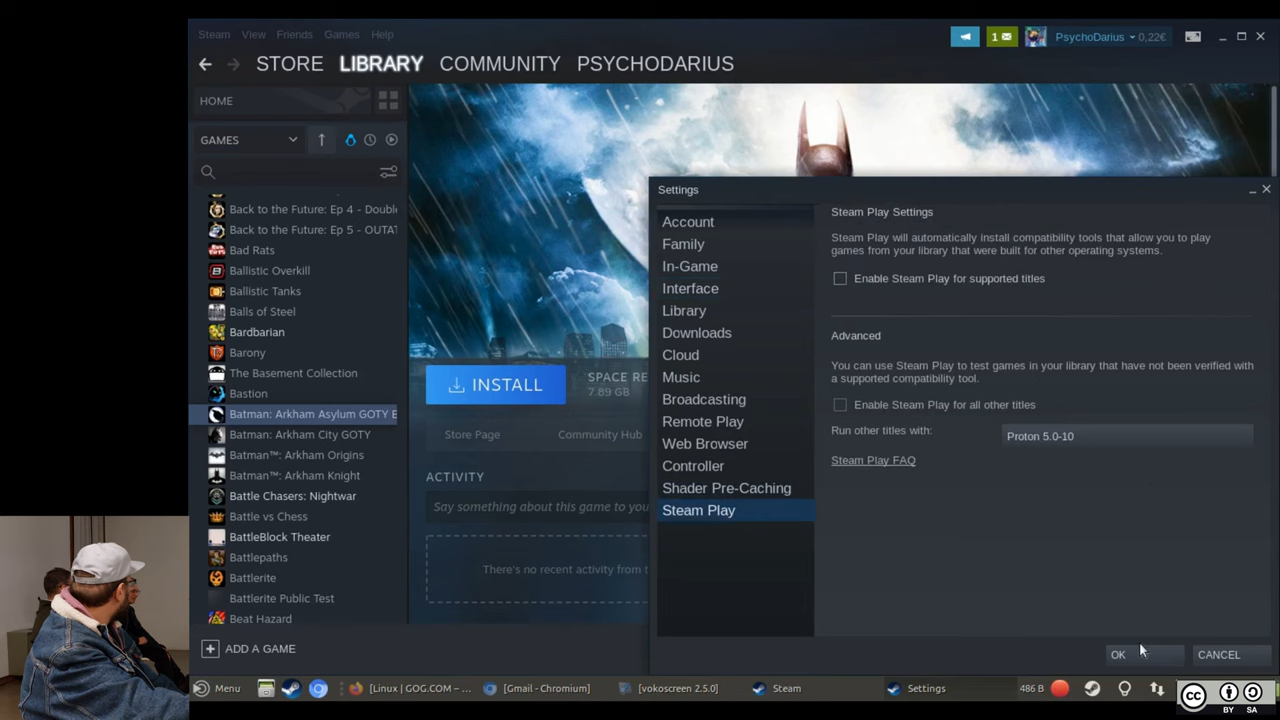 Steam View Friends Games Help
1
PsychoDarius 0,22€
STORE LIBRARY COMMUNITY PSYCHODARIUS
HOME
GAMES
Back to the Future: Ep 4 - Double
Back to the Future: Ep 5 - OUTAT
Bad Rats
Ballistic Overkill
Ballistic Tanks
Balls of Steel
Bardbarian
Barony
The Basement Collection
Bastion
Batman: Arkham Asylum GOTY E
Batman: Arkham City GOTY
Batman™: Arkham Origins
Batman™: Arkham Knight
Battle Chasers: Nightwar
Battle vs Chess
BattleBlock Theater
Battlepaths
Battlerite
Battlerite Public Test
Beat Hazard
ADD A GAME
INSTALL
SPACE RE
7.89 GB
Store Page Community Hub
ACTIVITY
Say something about this game to you
There's no recent activity from t
Settings
Account
Family
In-Game
Interface
Library
Downloads
Cloud
Music
Broadcasting
Remote Play
Web Browser
Controller
Shader Pre-Caching
Steam Play
Steam Play Settings
Steam Play will automatically install compatibility tools that allow you to play
games from your library that were built for other operating systems.
Enable Steam Play for supported titles
Advanced
You can use Steam Play to test games in your library that have not been verified with
a supported compatibility tool.
Enable Steam Play for all other titles
Run other titles with: Proton 5.0-10
Steam Play FAQ
OK CANCEL
Menu [Linux | GOG.COM – ... [Gmail - Chromium] [vokoscreen 2.5.0] Steam Settings 486 B
CC BY SA